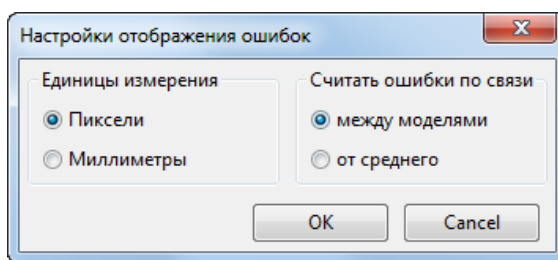 Настройки отображения ошибок
Единицы измерения
Пиксели
Миллиметры
Считать ошибки по связи
между моделями
от среднего
OK
Cancel